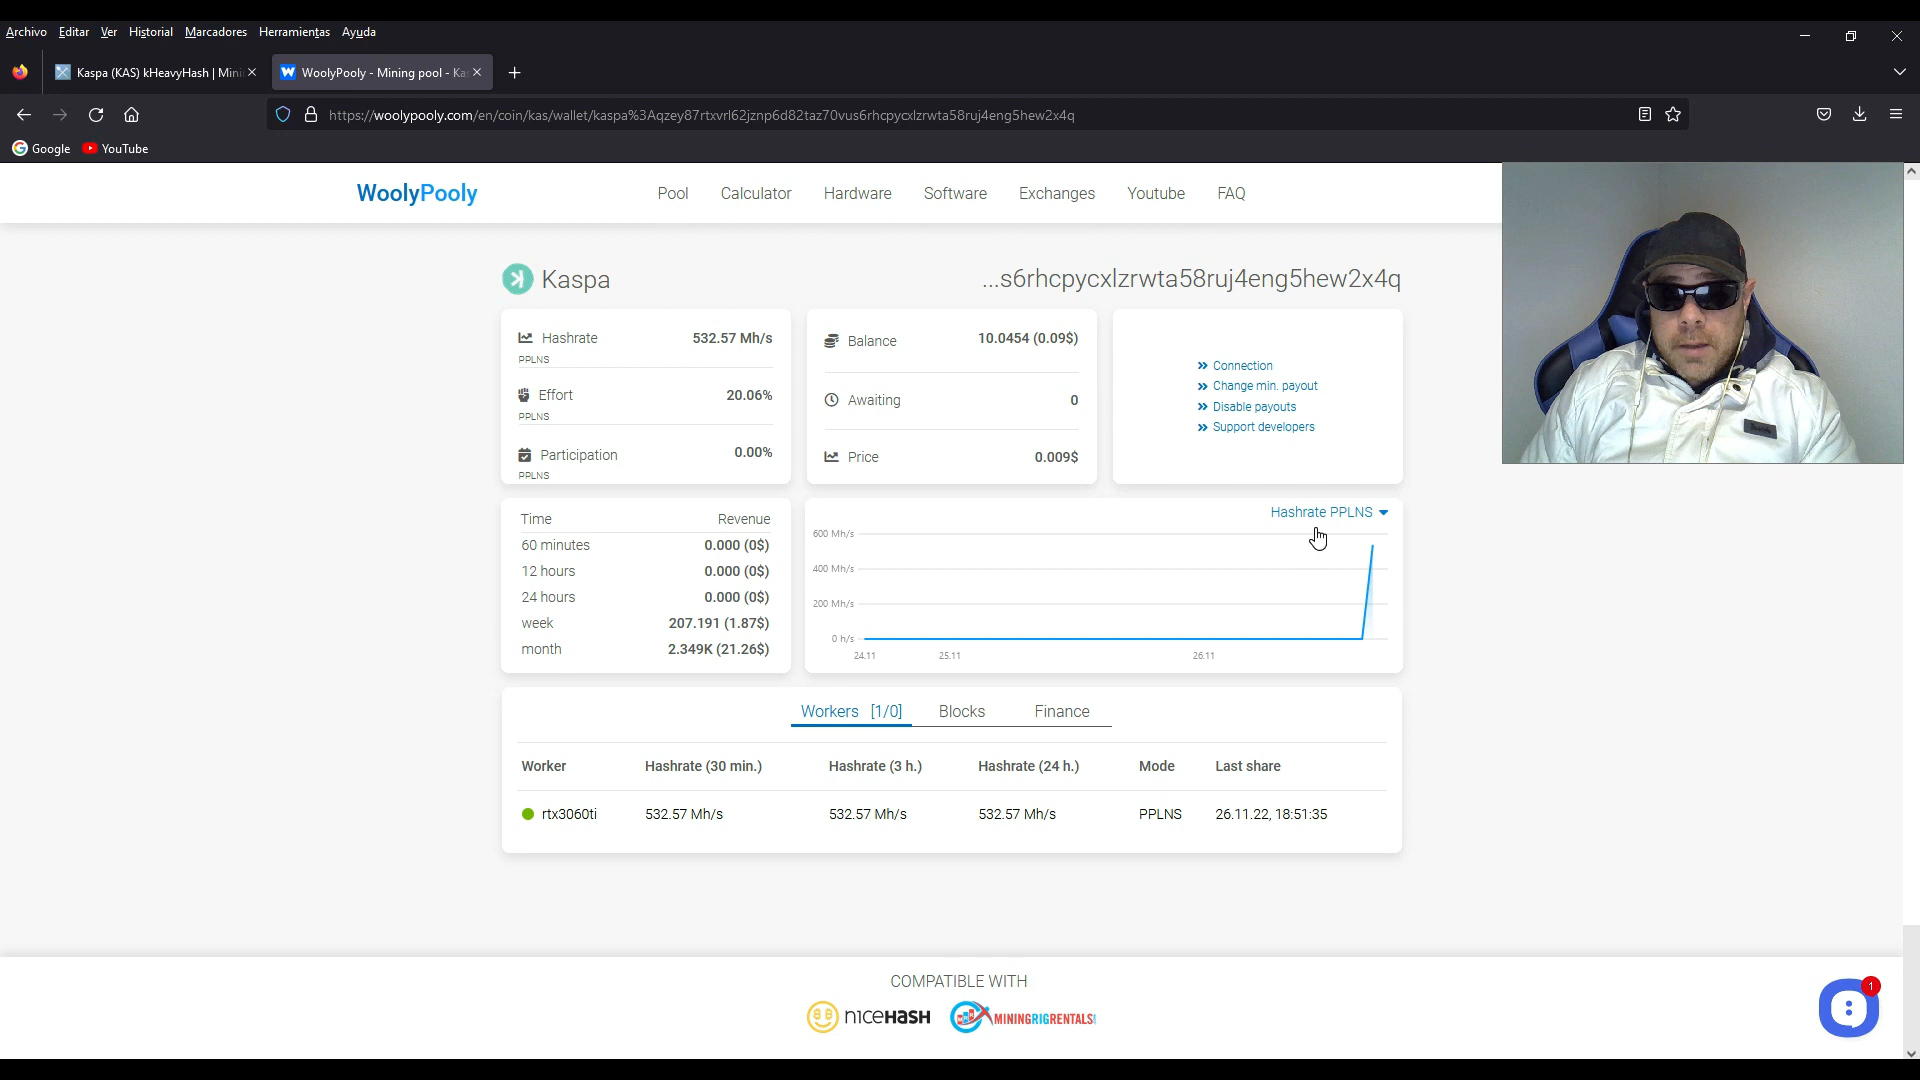 Archivo Editar Ver Historial Marcadores Herramientas Ayuda
Kaspa (KAS) kHeavyHash | Mini
WoolyPooly - Mining pool - Kas
https://woolypooly.com/en/coin/kas/wallet/kaspa%3Aqzey87rtxvrl62jznp6d82taz70vus6rhcpycxlzrwta58ruj4eng5hew2x4q
Google YouTube
WoolyPooly Pool Calculator Hardware Software Exchanges Youtube FAQ
Kaspa ...s6rhcpycxlzrwta58ruj4eng5hew2x4q
Hashrate 532.57 Mh/s
PPLNS
Effort 20.06%
PPLNS
Participation 0.00%
PPLNS
Balance 10.0454 (0.09$)
Awaiting 0
Price 0.009$
Connection
Change min. payout
Disable payouts
Support developers
Time Revenue
60 minutes 0.000 (0$)
12 hours 0.000 (0$)
24 hours 0.000 (0$)
week 207.191 (1.87$)
month 2.349K (21.26$)
Hashrate PPLNS
600 Mh/s
400 Mh/s
200 Mh/s
0 h/s
24.11 25.11 26.11
Workers [1/0] Blocks Finance
Worker Hashrate (30 min.) Hashrate (3 h.) Hashrate (24 h.) Mode Last share
rtx3060ti 532.57 Mh/s 532.57 Mh/s 532.57 Mh/s PPLNS 26.11.22, 18:51:35
COMPATIBLE WITH
nicehash MININGRIGRENTALS
1